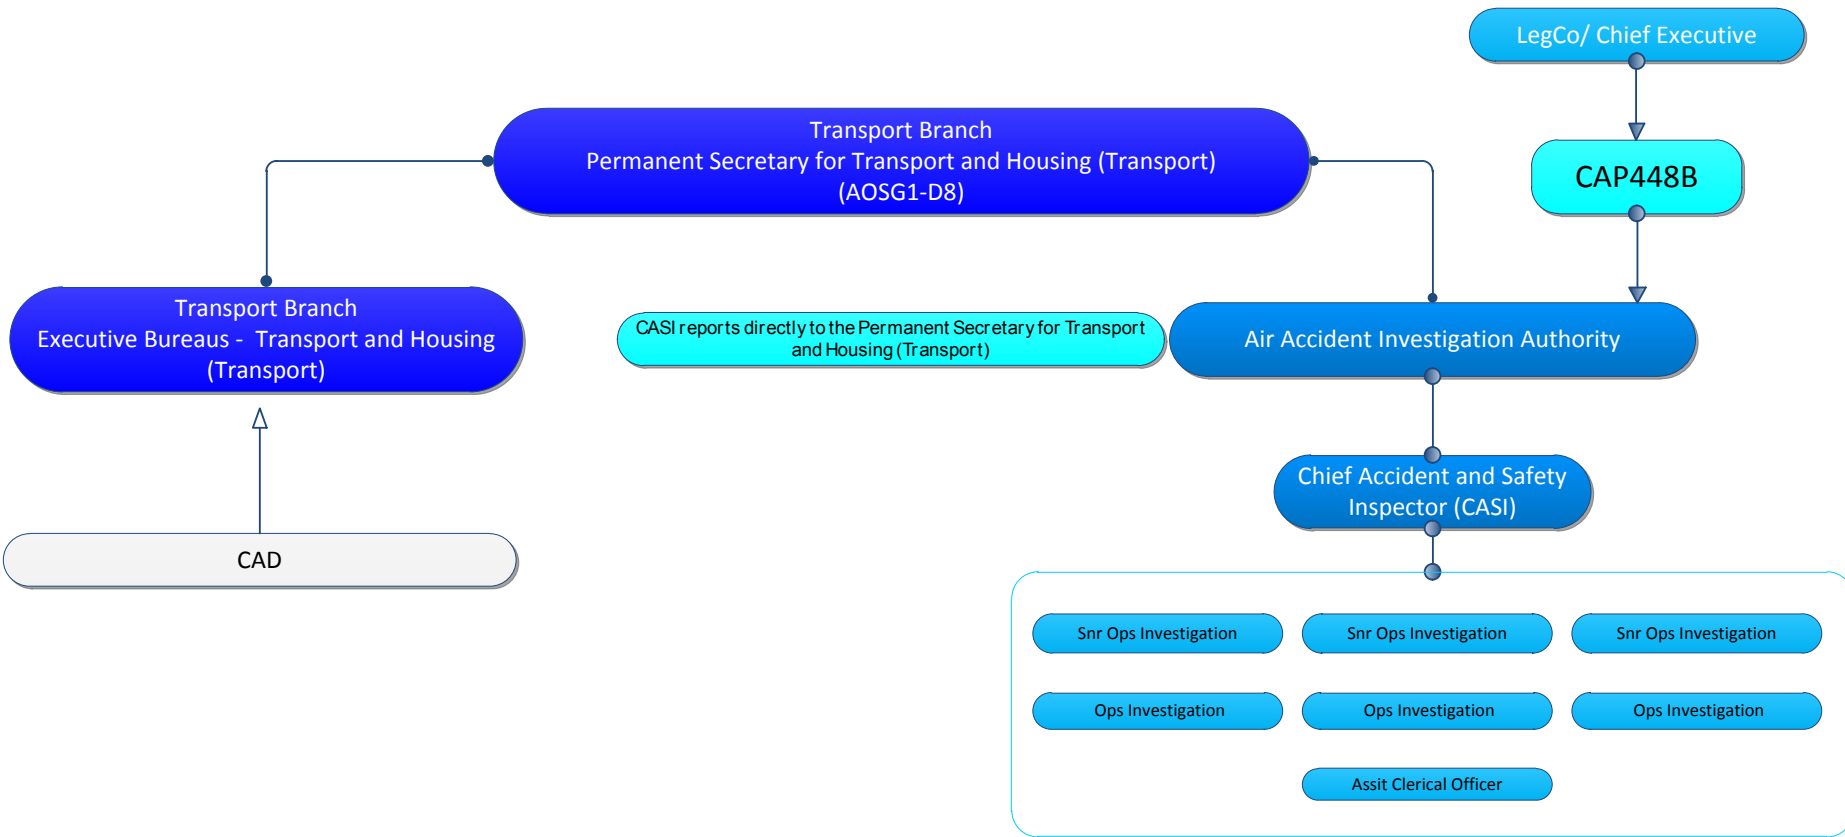 LegCo/ Chief Executive
Transport Branch
Permanent Secretary for Transport and Housing (Transport)
(AOSG1-D8)
CAP448B
Transport Branch
Executive Bureaus - Transport and Housing
(Transport)
CASI reports directly to the Permanent Secretary for Transport
and Housing (Transport)
Air Accident Investigation Authority
Chief Accident and Safety
Inspector (CASI)
CAD
Snr Ops Investigation
Snr Ops Investigation
Snr Ops Investigation
Ops Investigation
Ops Investigation
Ops Investigation
Assit Clerical Officer